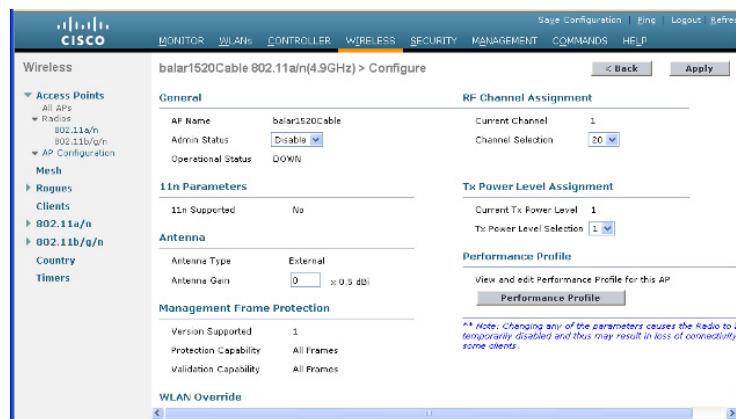 Save Configuration | Ping | Logout | Refres
CISCO
MONITOR WLANs CONTROLLER WIRELESS SECURITY MANAGEMENT COMMANDS HELP
Wireless
Access Points
All APs
Radios
802.11a/n
802.11b/g/n
AP Configuration
Mesh
Rogues
Clients
802.11a/n
802.11b/g/n
Country
Timers
balar1520Cable 802.11a/n(4.9GHz) > Configure
< Back
Apply
General
AP Name balar1520Cable
Admin Status Disable
Operational Status DOWN
11n Parameters
11n Supported No
Antenna
Antenna Type External
Antenna Gain 0 x 0.5 dBi
Management Frame Protection
Version Supported 1
Protection Capability All Frames
Validation Capability All Frames
WLAN Override
RF Channel Assignment
Current Channel 1
Channel Selection 20
Tx Power Level Assignment
Current Tx Power Level 1
Tx Power Level Selection 1
Performance Profile
View and edit Performance Profile for this AP
Performance Profile
** Note: Changing any of the parameters causes the Radio to b
temporarily disabled and thus may result in loss of connectivity
some clients.